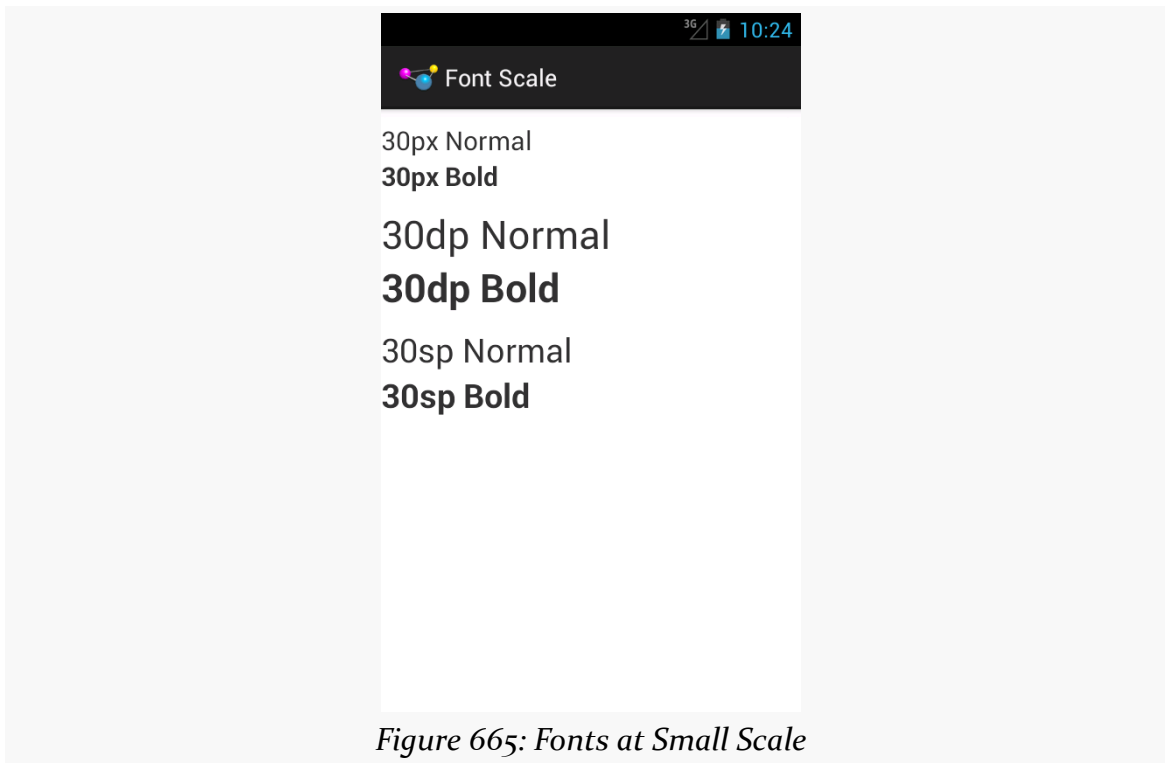 3G 10:24
Font Scale
30px Normal
30px Bold
30dp Normal
30dp Bold
30sp Normal
30sp Bold
Figure 665: Fonts at Small Scale